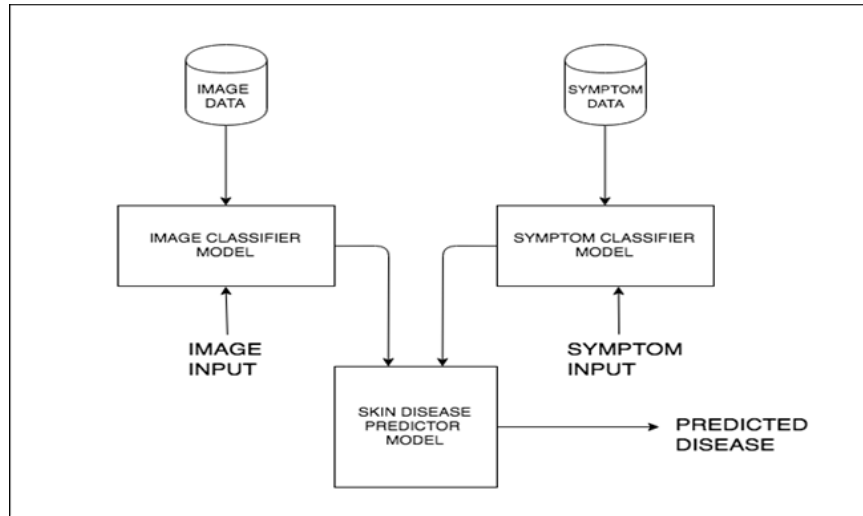 IMAGE
DATA
SYMPTOM
DATA
IMAGE CLASSIFIER
MODEL
SYMPTOM CLASSIFIER
MODEL
IMAGE
INPUT
SYMPTOM
INPUT
SKIN DISEASE
PREDICTOR
MODEL
PREDICTED
DISEASE